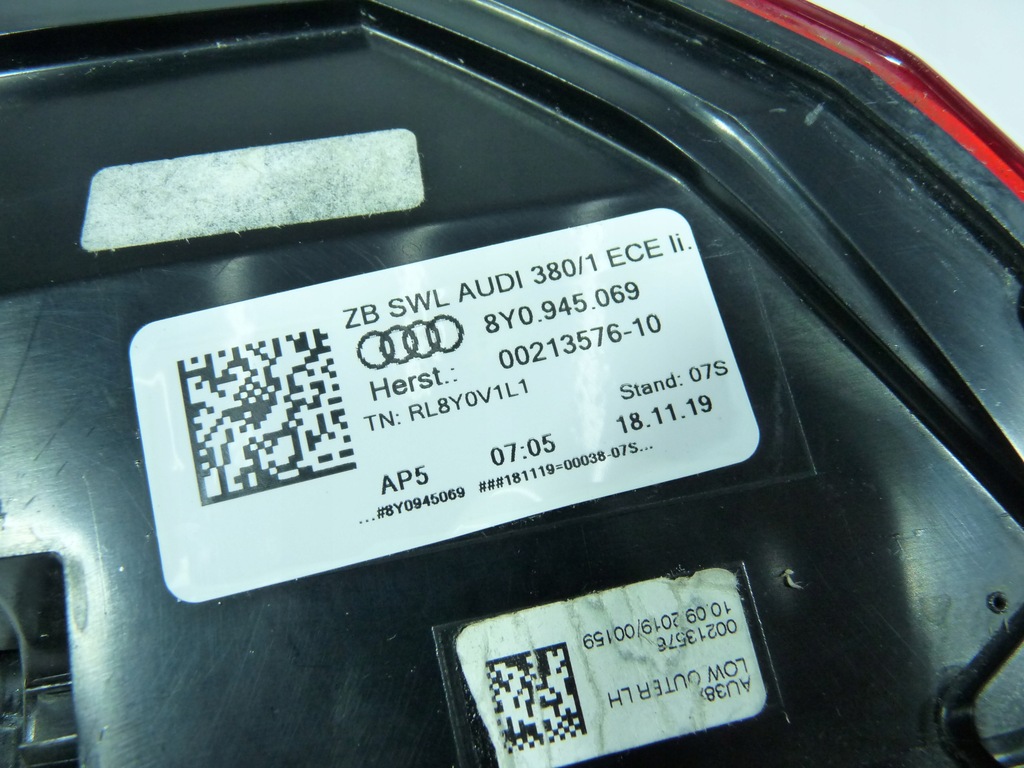 ZB SWL AUDI 380/1 ECE li.
8Y0.945.069
Herst.: 00213576-10
TN: RL8Y0V1L1
Stand: 07S
AP5 07:05 18.11.19
...#8Y0945069 ###181119=00038-07S...
AU38
LOW OUTER LH
00213576
10.09.2019/00159